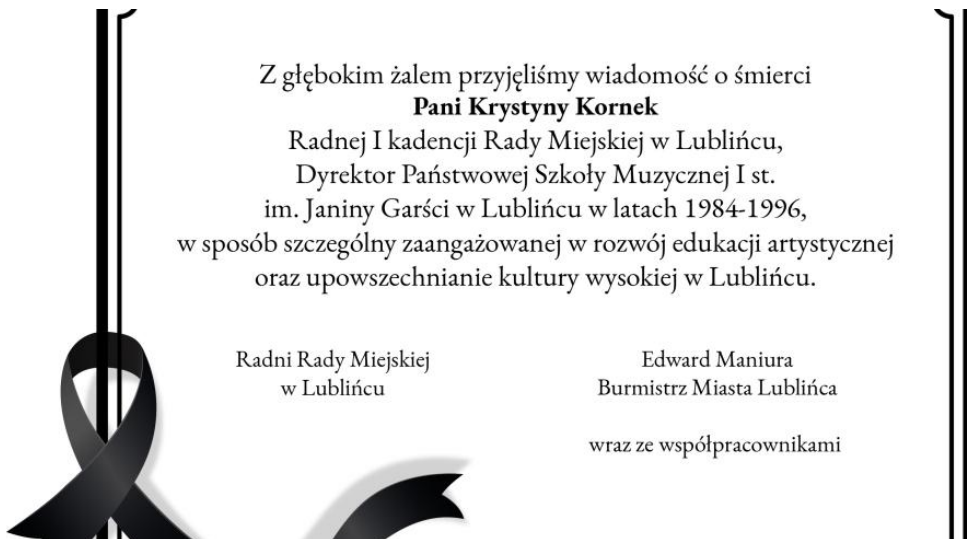 Z głębokim żalem przyjęliśmy wiadomość o śmierci
Pani Krystyny Kornek
Radnej I kadencji Rady Miejskiej w Lublińcu,
Dyrektor Państwowej Szkoły Muzycznej I st.
im. Janiny Garści w Lublińcu w latach 1984-1996,
w sposób szczególny zaangażowanej w rozwój edukacji artystycznej
oraz upowszechnianie kultury wysokiej w Lublińcu.
Radni Rady Miejskiej
w Lublińcu
Edward Maniura
Burmistrz Miasta Lublińca
wraz ze współpracownikami